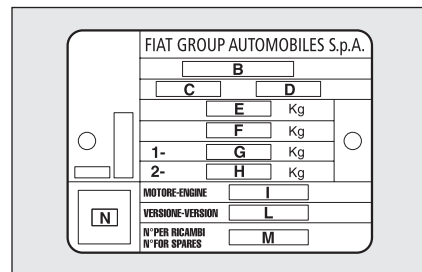 FIAT GROUP AUTOMOBILES S.p.A.
B
C D
E Kg
F Kg
1- G Kg
2- H Kg
MOTORE-ENGINE I
VERSIONE-VERSION L
N
N°PER RICAMBI
N°FOR SPARES M